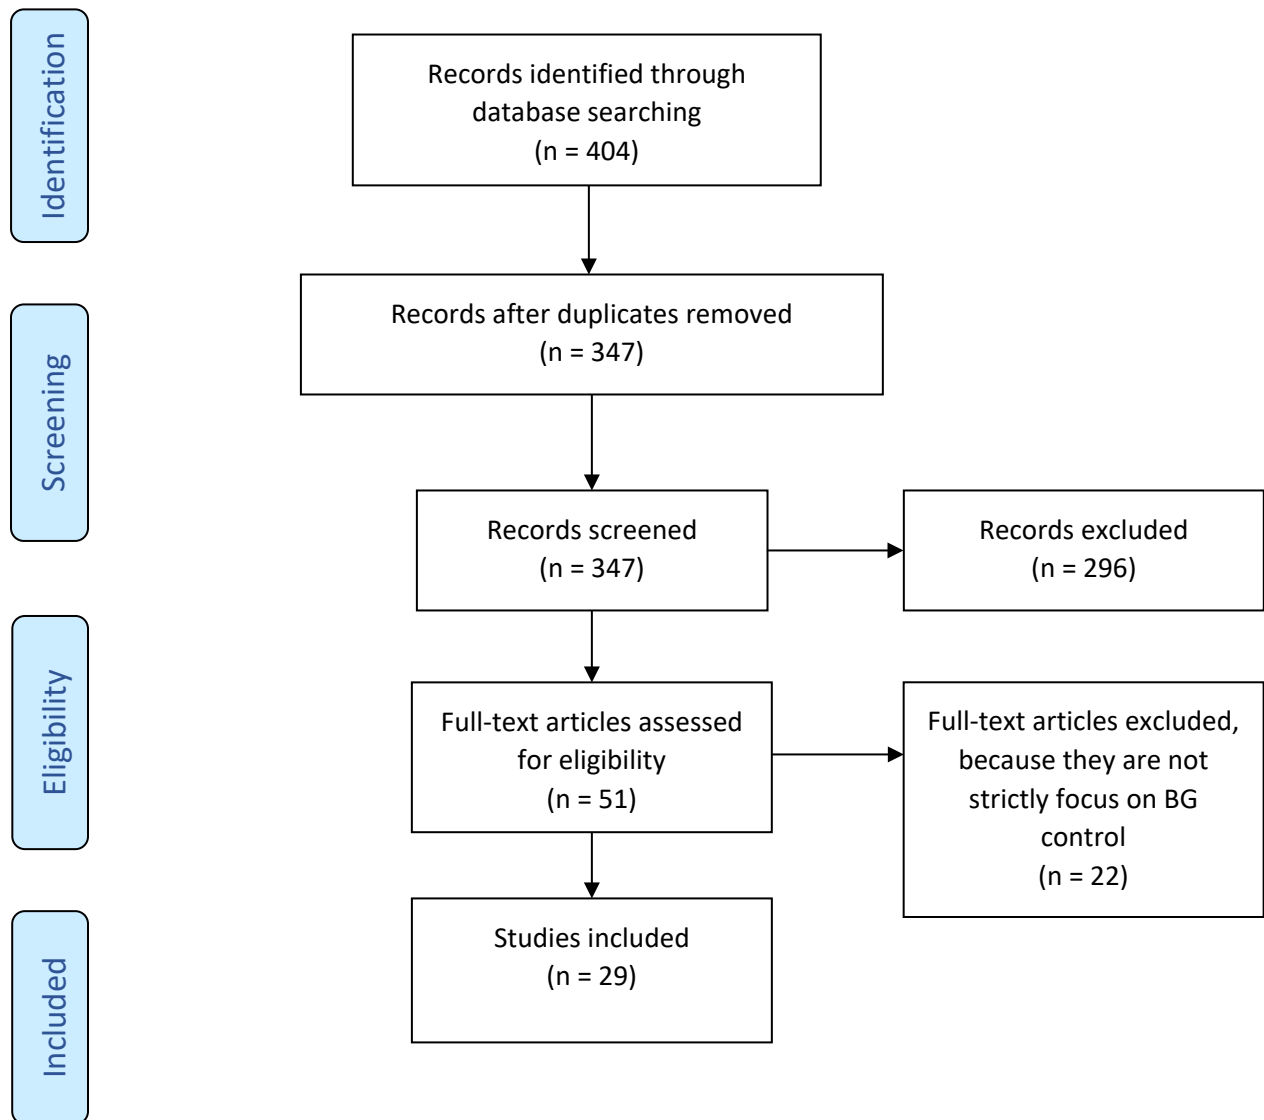 Identification
Records identified through
database searching
(n = 404)
Records after duplicates removed
(n = 347)
Screening
Records screened
(n = 347)
Records excluded
(n = 296)
Eligibility
Full-text articles assessed
for eligibility
(n = 51)
Full-text articles excluded,
because they are not
strictly focus on BG
control
(n = 22)
Included
Studies included
(n = 29)